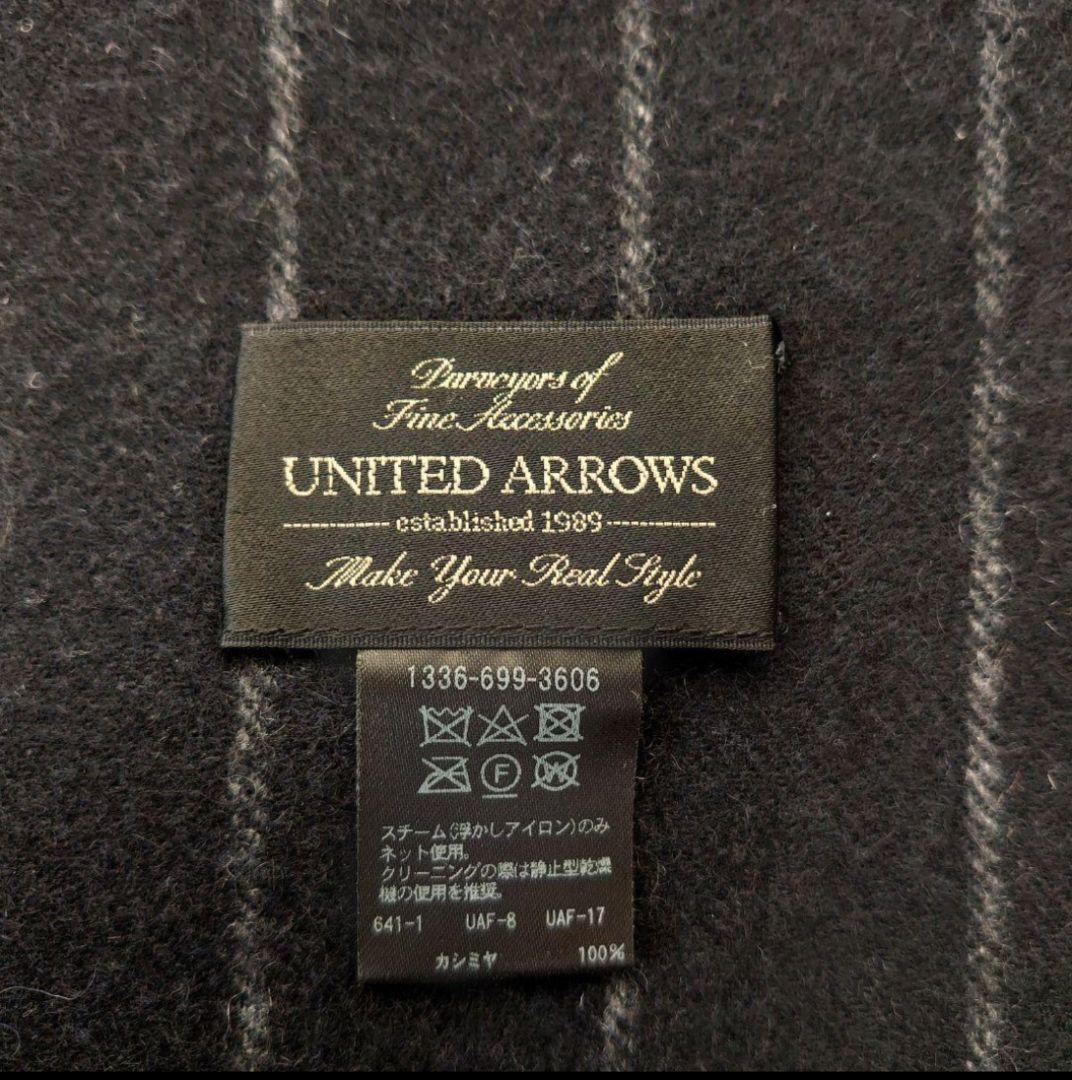 Parveyors of
Fine Accessories
UNITED ARROWS
established 1989
Make Your Real Style
1336-699-3606
F W
スチーム(浮かしアイロン)のみ
ネット使用。
クリーニングの際は静止型乾燥
機の使用を推奨。
641-1 UAF-8 UAF-17
カシミヤ 100%